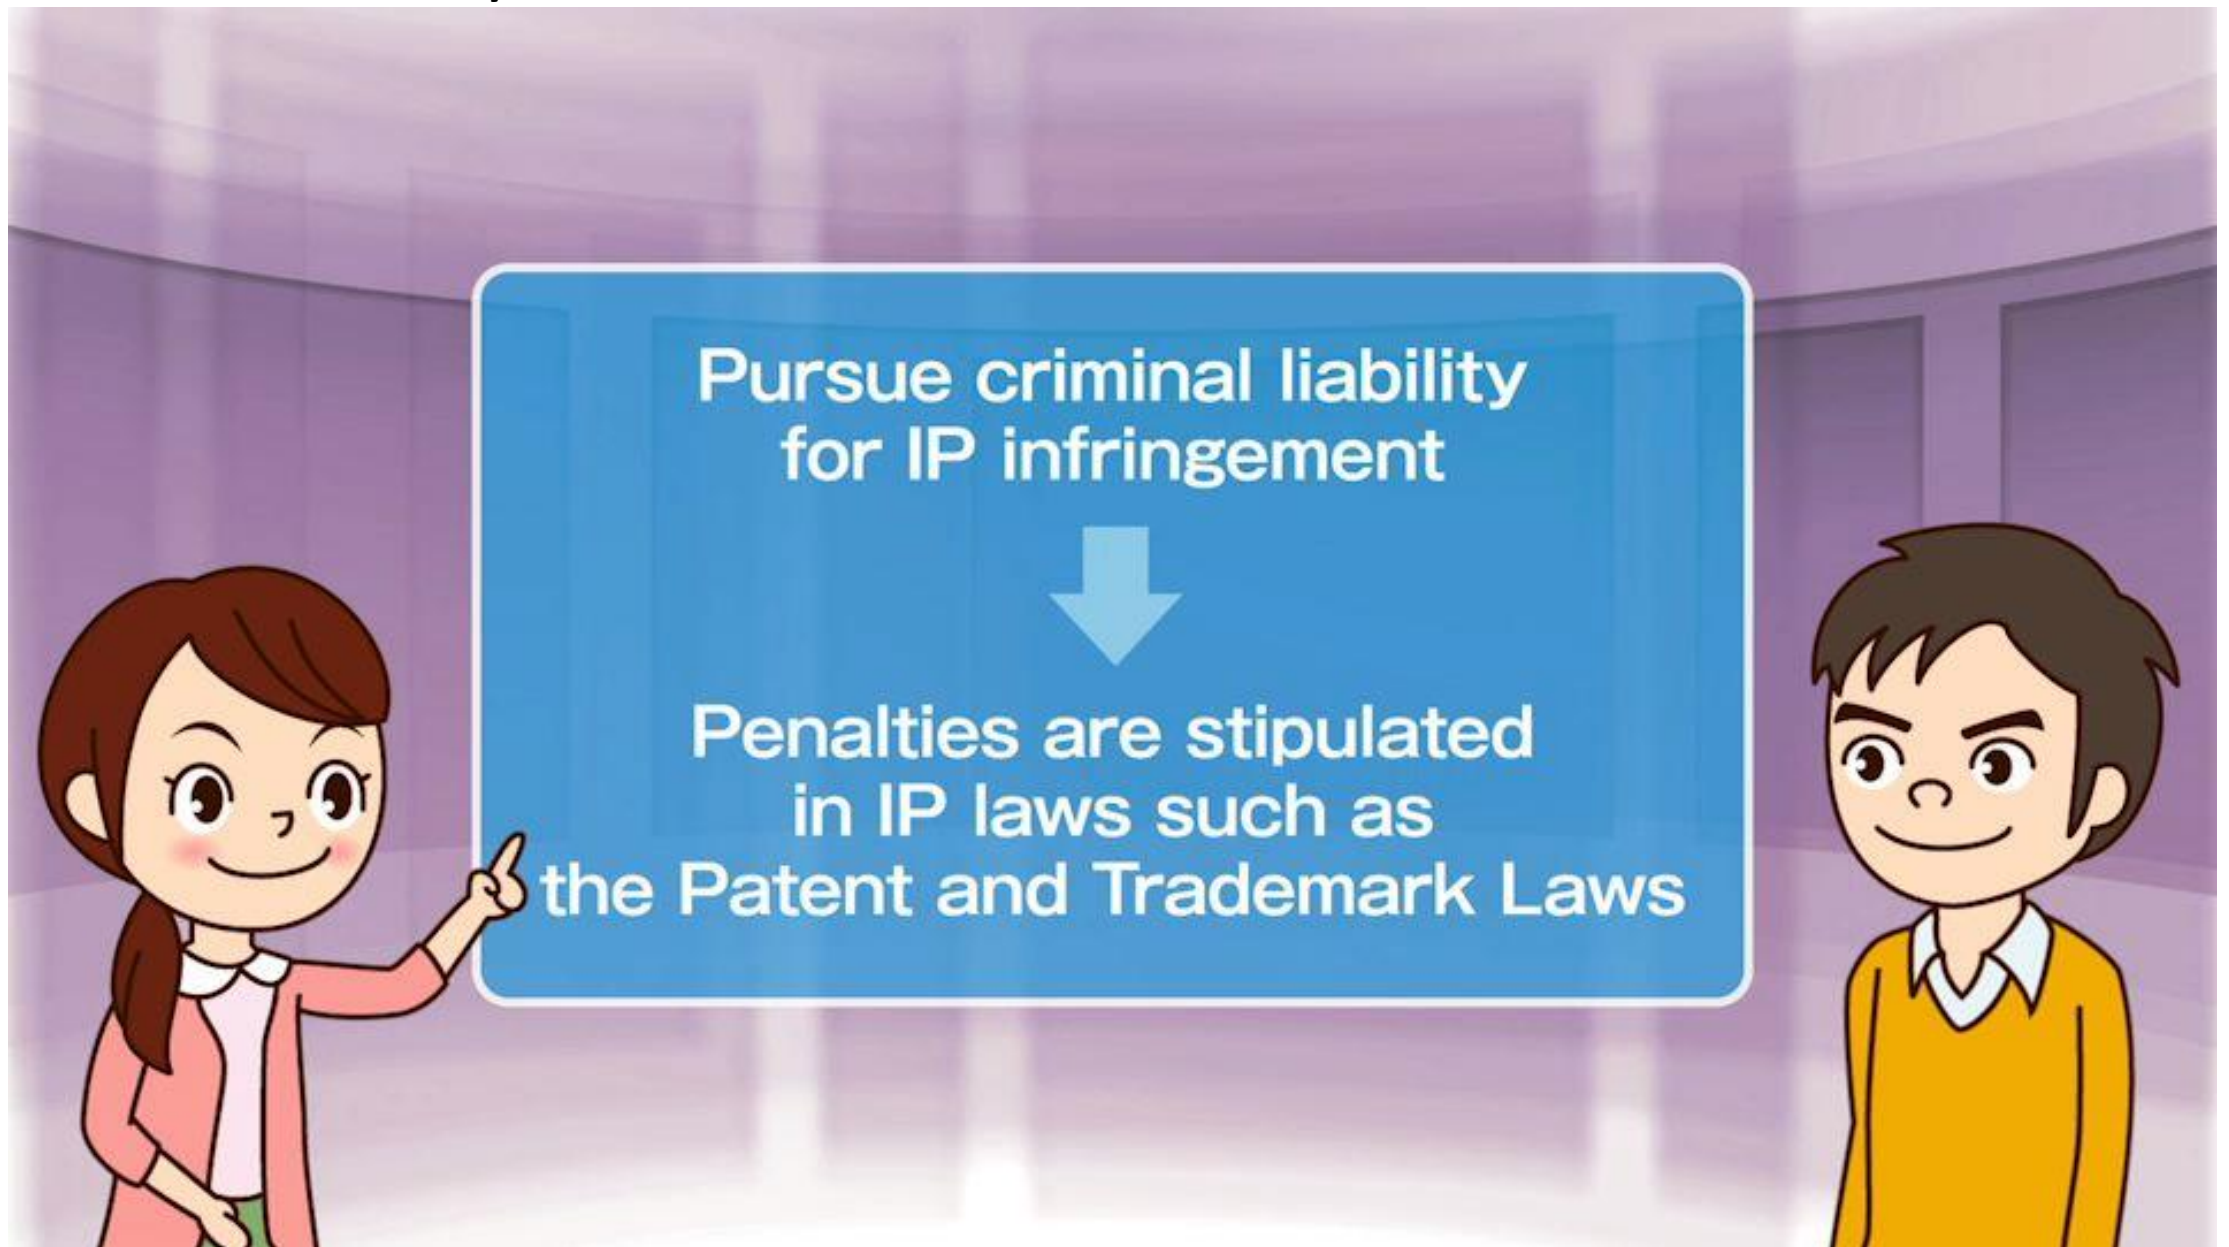 Pursue criminal liability
for IP infringement
Penalties are stipulated
in IP laws such as
the Patent and Trademark Laws